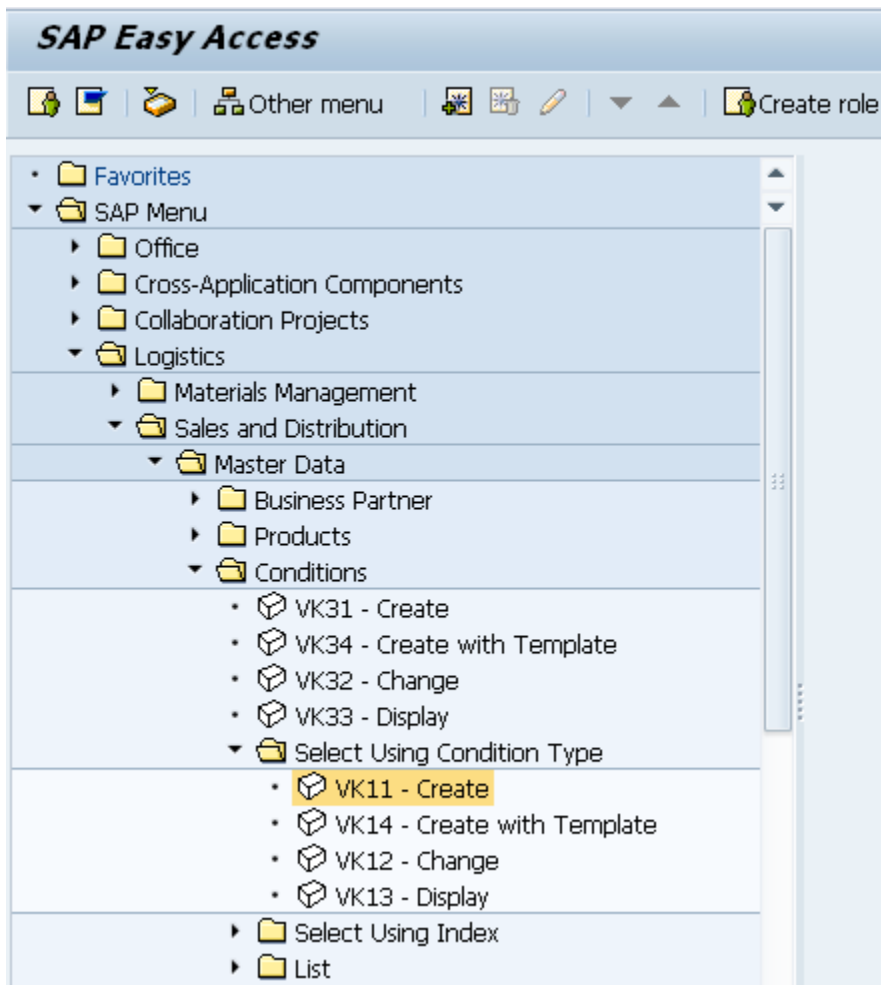 SAP Easy Access
Other menu Create role
Favorites
SAP Menu
Office
Cross-Application Components
Collaboration Projects
Logistics
Materials Management
Sales and Distribution
Master Data
Business Partner
Products
Conditions
VK31 - Create
VK34 - Create with Template
VK32 - Change
VK33 - Display
Select Using Condition Type
VK11 - Create
VK14 - Create with Template
VK12 - Change
VK13 - Display
Select Using Index
List